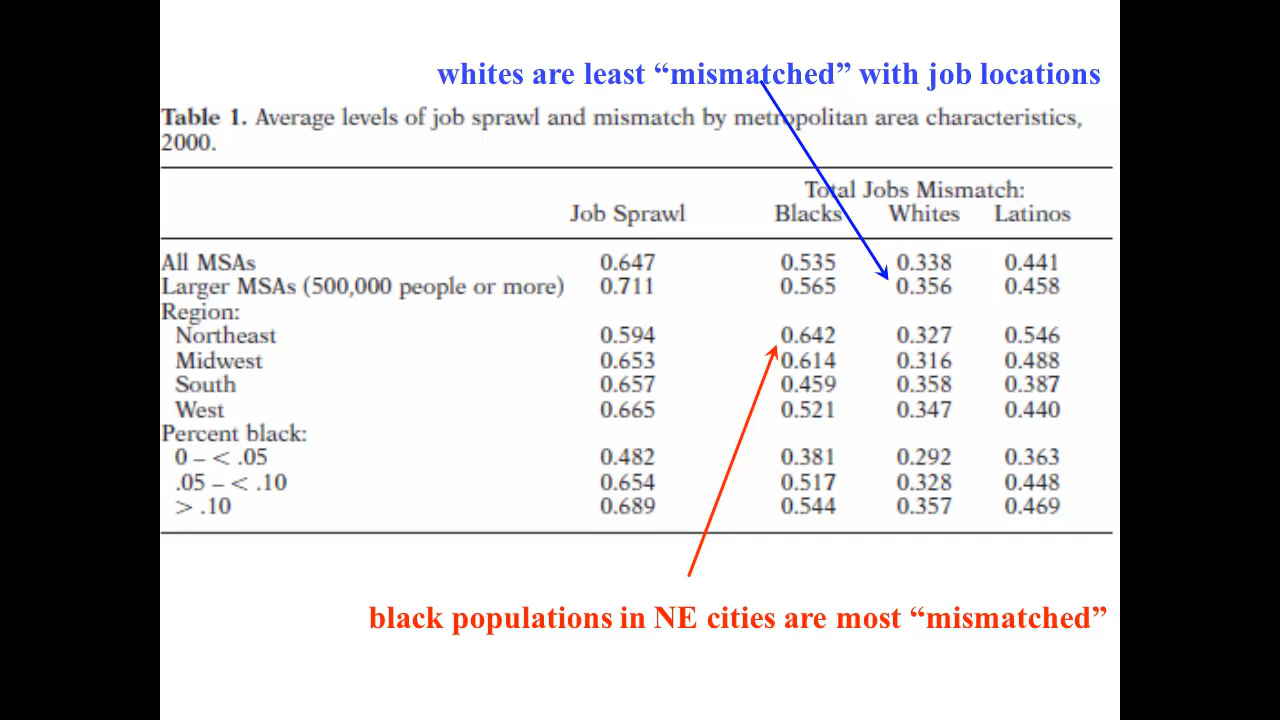 whites are least “mismatched” with job locations
Table 1. Average levels of job sprawl and mismatch by metropolitan area characteristics,
2000.
Total Jobs Mismatch:
Job Sprawl Blacks Whites Latinos
All MSAs 0.647 0.535 0.338 0.441
Larger MSAs (500,000 people or more) 0.711 0.565 0.356 0.458
Region:
Northeast 0.594 0.642 0.327 0.546
Midwest 0.653 0.614 0.316 0.488
South 0.657 0.459 0.358 0.387
West 0.665 0.521 0.347 0.440
Percent black:
0 – < .05 0.482 0.381 0.292 0.363
.05 – < .10 0.654 0.517 0.328 0.448
> .10 0.689 0.544 0.357 0.469
black populations in NE cities are most “mismatched”